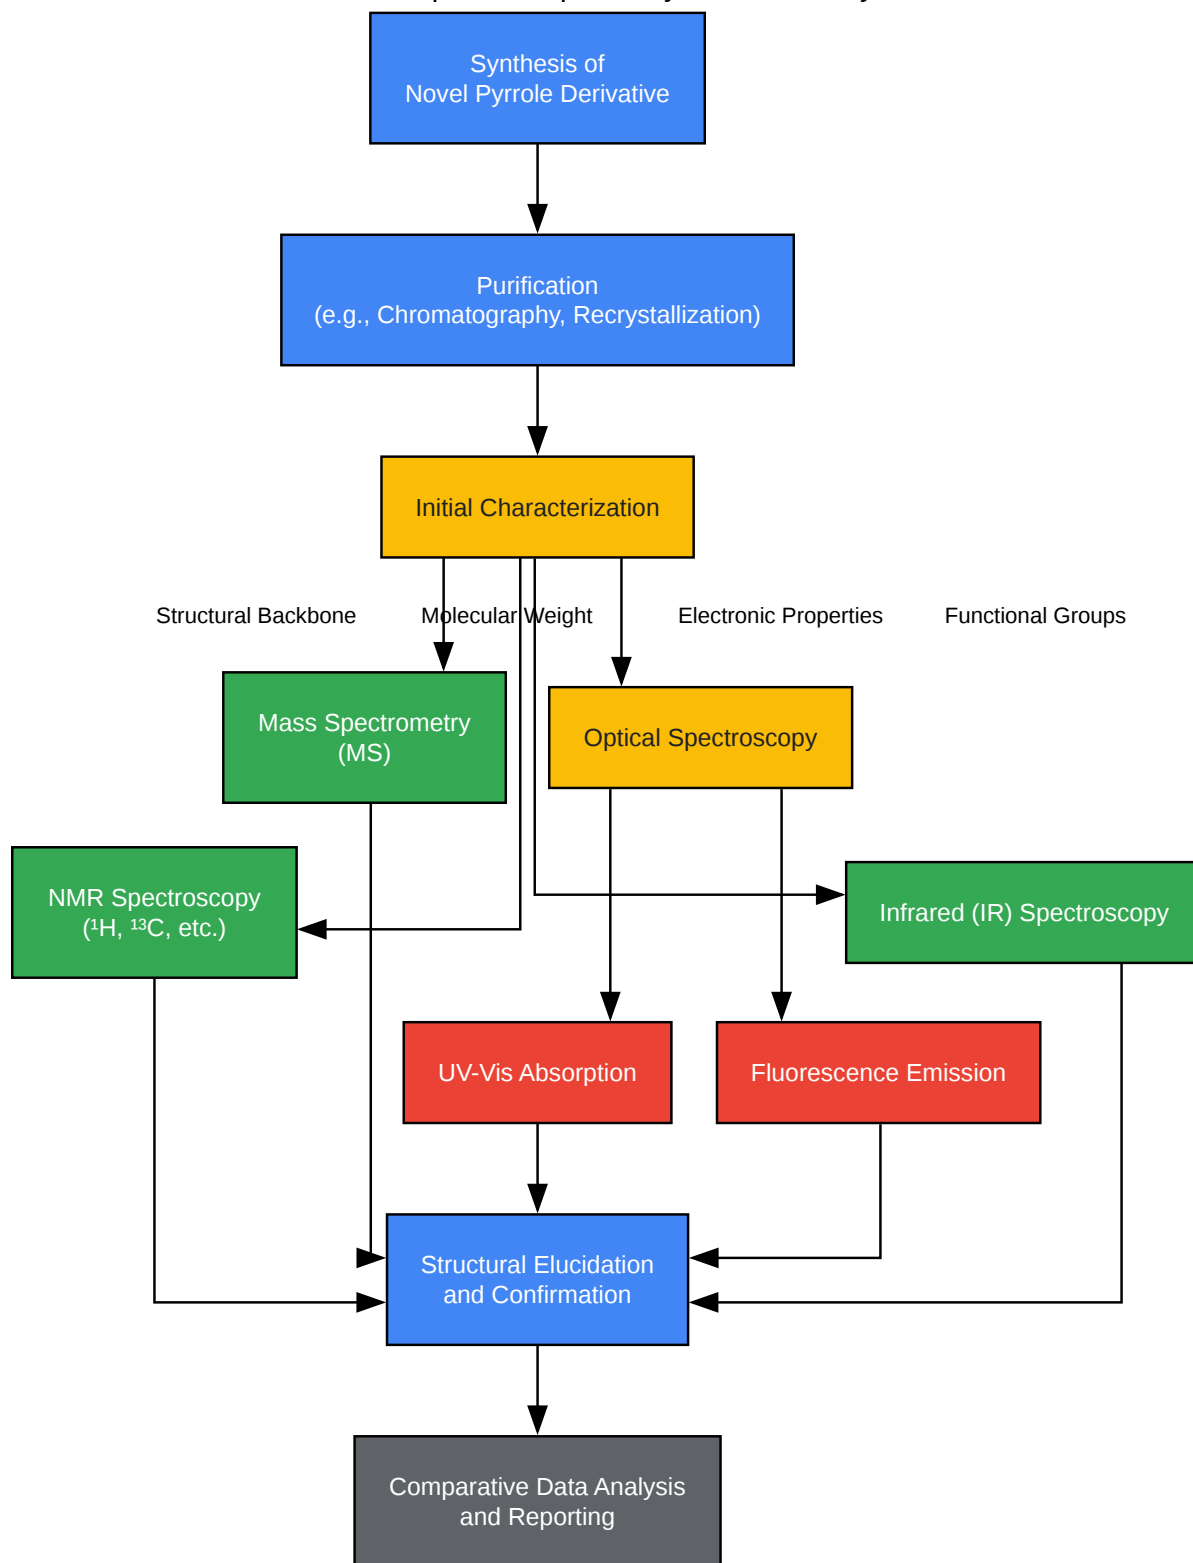 Synthesis of
Novel Pyrrole Derivative
Purification
(e.g., Chromatography, Recrystallization)
Initial Characterization
Structural Backbone
Molecular Weight
Electronic Properties
Functional Groups
Mass Spectrometry
(MS)
Optical Spectroscopy
NMR Spectroscopy
(¹H, ¹³C, etc.)
Infrared (IR) Spectroscopy
UV-Vis Absorption
Fluorescence Emission
Structural Elucidation
and Confirmation
Comparative Data Analysis
and Reporting